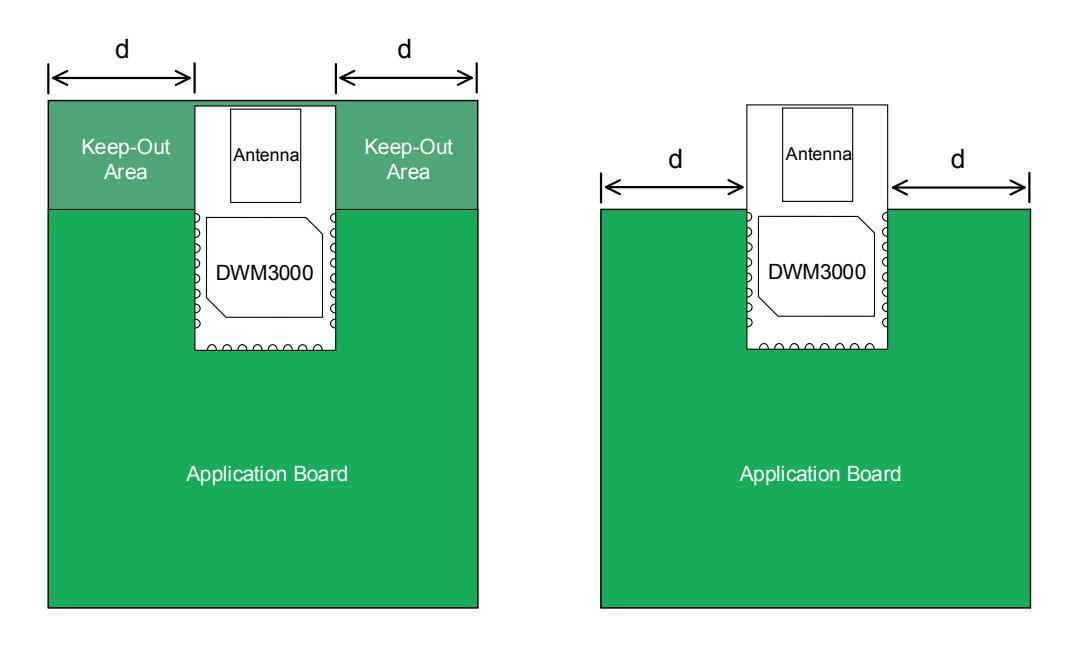 d
d
Keep-Out
Area
Antenna
Keep-Out
Area
DWM3000
Application Board
d
d
Antenna
DWM3000
Application Board